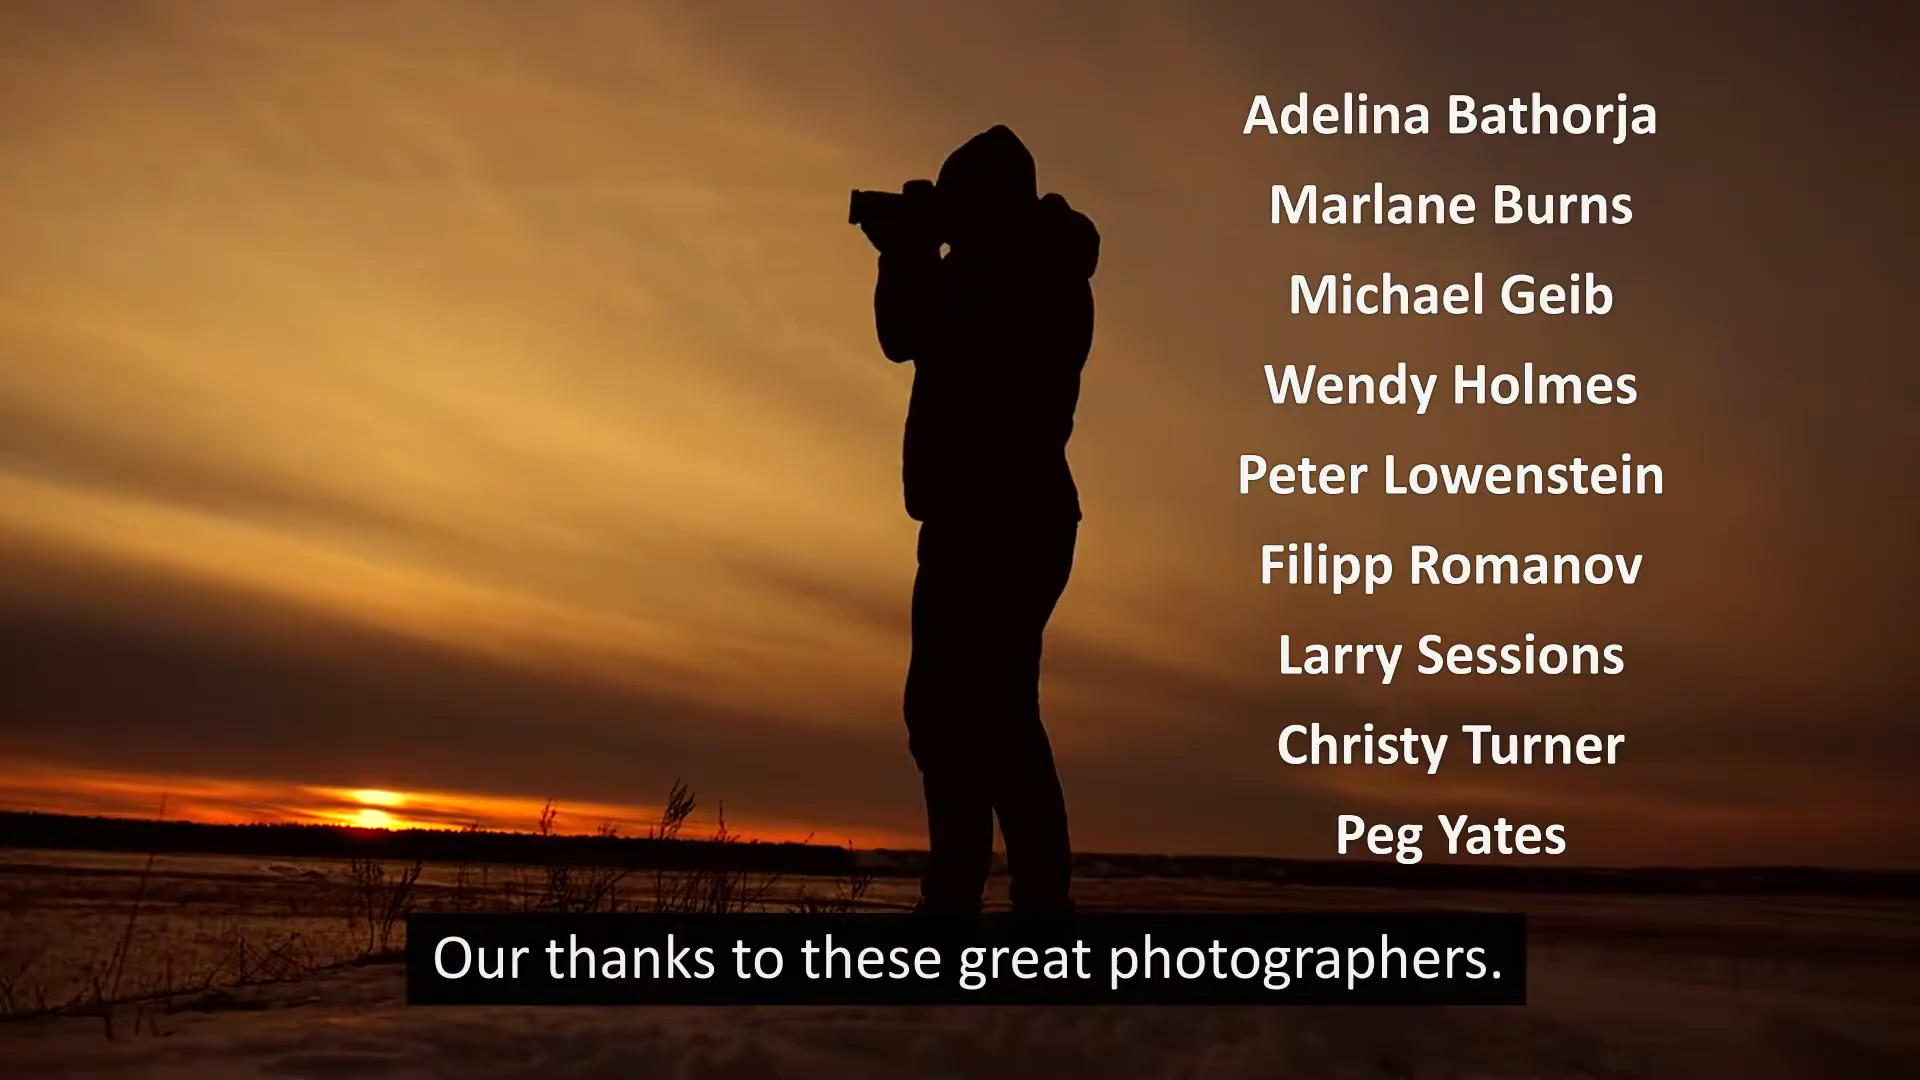 Adelina Bathorja
Marlane Burns
Michael Geib
Wendy Holmes
Peter Lowenstein
Filipp Romanov
Larry Sessions
Christy Turner
Peg Yates
Our thanks to these great photographers.